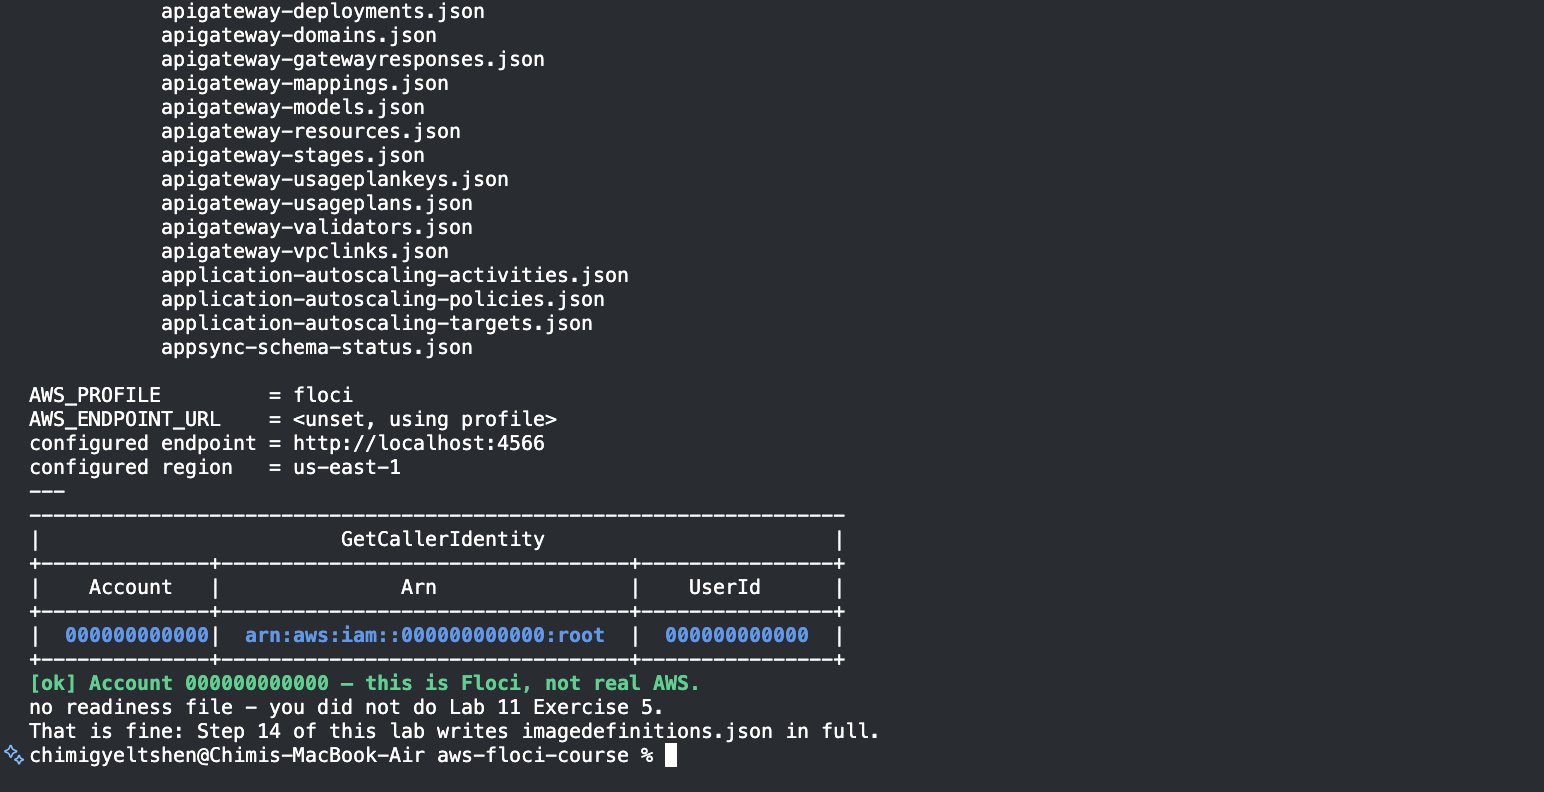 apigateway-deployments.json
apigateway-domains.json
apigateway-gatewayresponses.json
apigateway-mappings.json
apigateway-models.json
apigateway-resources.json
apigateway-stages.json
apigateway-usageplankeys.json
apigateway-usageplans.json
apigateway-validators.json
apigateway-vpclinks.json
application-autoscaling-activities.json
application-autoscaling-policies.json
application-autoscaling-targets.json
appsync-schema-status.json
AWS_PROFILE         = floci
AWS_ENDPOINT_URL    = <unset, using profile>
configured endpoint = http://localhost:4566
configured region   = us-east-1
---
--------------------------------------------------------------------
|                         GetCallerIdentity                        |
+--------------+----------------------------------+----------------+
|    Account   |               Arn                |    UserId      |
+--------------+----------------------------------+----------------+
|  000000000000|  arn:aws:iam::000000000000:root  |  000000000000  |
+--------------+----------------------------------+----------------+
[ok] Account 000000000000 — this is Floci, not real AWS.
no readiness file - you did not do Lab 11 Exercise 5.
That is fine: Step 14 of this lab writes imagedefinitions.json in full.
chimigyeltshen@Chimis-MacBook-Air aws-floci-course %